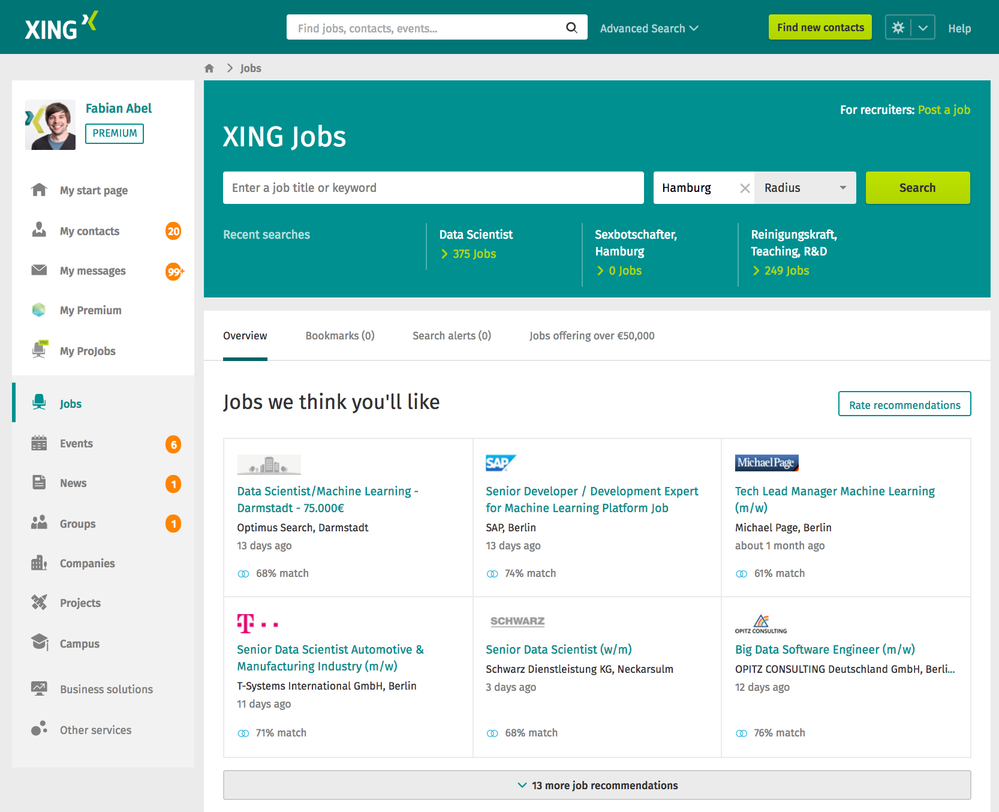 XING
Find jobs, contacts, events...
Advanced Search
Find new contacts
Help
Jobs
Fabian Abel
PREMIUM
My start page
My contacts
20
My messages
99+
My Premium
PRO
My ProJobs
Jobs
Events
6
News
1
Groups
1
Companies
Projects
Campus
Business solutions
Other services
For recruiters: Post a job
XING Jobs
Enter a job title or keyword
Hamburg
Radius
Search
Recent searches
Data Scientist
375 Jobs
Sexbotschafter,
Hamburg
0 Jobs
Reinigungskraft,
Teaching, R&D
249 Jobs
Overview
Bookmarks (0)
Search alerts (0)
Jobs offering over €50,000
Jobs we think you'll like
Rate recommendations
Data Scientist/Machine Learning -
Darmstadt - 75.000€
Optimus Search, Darmstadt
13 days ago
68% match
SAP
Senior Developer / Development Expert
for Machine Learning Platform Job
SAP, Berlin
13 days ago
74% match
Michael Page
Tech Lead Manager Machine Learning
(m/w)
Michael Page, Berlin
about 1 month ago
61% match
T
Senior Data Scientist Automotive &
Manufacturing Industry (m/w)
T-Systems International GmbH, Berlin
11 days ago
71% match
SCHWARZ
Senior Data Scientist (w/m)
Schwarz Dienstleistung KG, Neckarsulm
3 days ago
68% match
OPITZ CONSULTING
Big Data Software Engineer (m/w)
OPITZ CONSULTING Deutschland GmbH, Berli...
12 days ago
76% match
13 more job recommendations